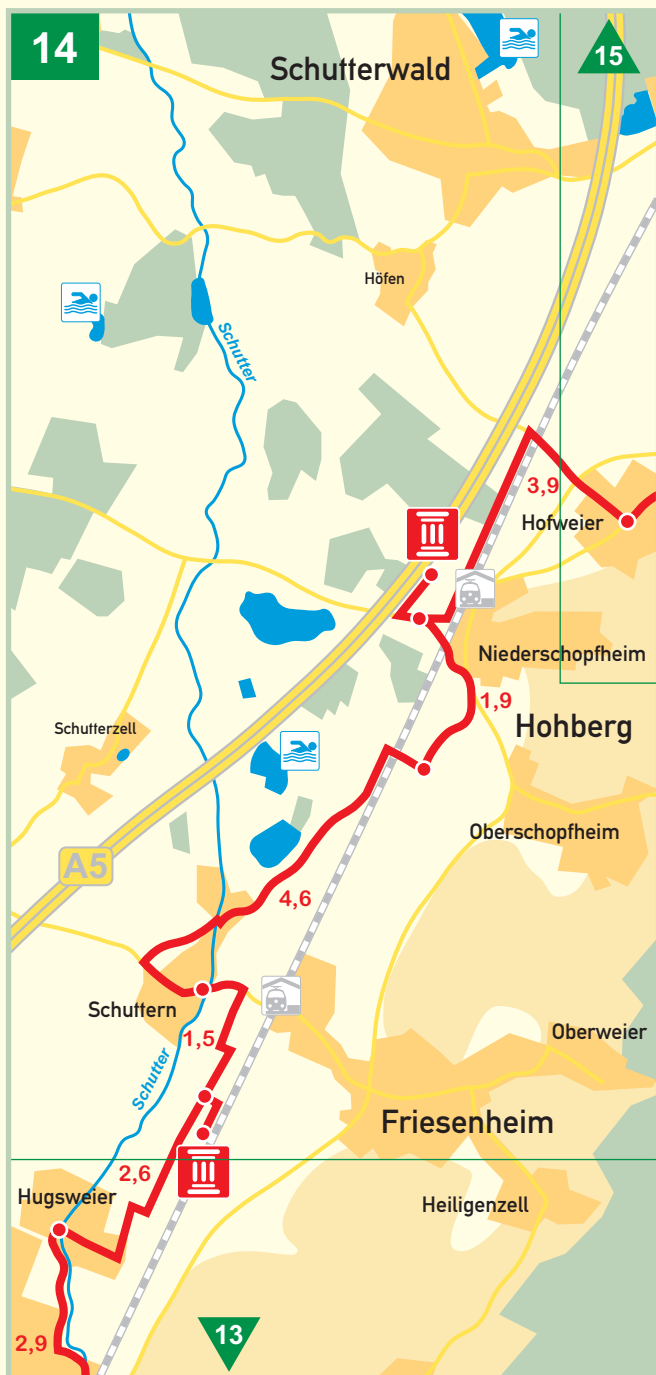 14
Schutterwald
15
Höfen
Schutter
3,9
Hofweier
Niederschopfheim
1,9
Schutterzell
Hohberg
Oberschopfheim
A5
4,6
Schuttern
1,5
Oberweier
Schutter
Friesenheim
2,6
Hugsweier
Heiligenzell
13
2,9